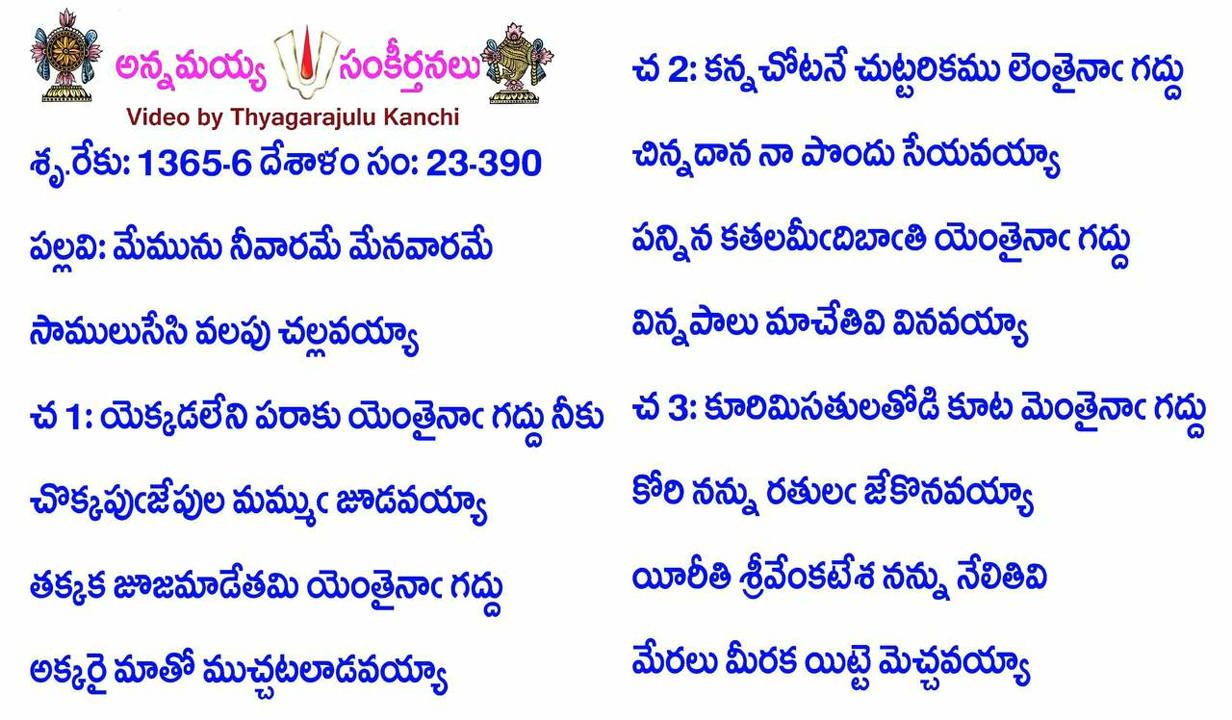 అన్నమయ్య సంకీర్తనలు
Video by Thyagarajulu Kanchi
శృ.రేకు: 1365-6 దేశాళం సం: 23-390
పల్లవి: మేమును నీవారమే మేనవారమే
సాములుసేసి వలపు చల్లవయ్యా
చ 1: యెక్కడలేని పరాకు యెంతైనాఁ గద్దు నీకు
చొక్కపుఁజేపుల మమ్ముఁ జూడవయ్యా
తక్కక జూజమాడేతమి యెంతైనాఁ గద్దు
అక్కరై మాతో ముచ్చటలాడవయ్యా
చ 2: కన్నచోటనే చుట్టరికము లెంతైనాఁ గద్దు
చిన్నదాన నా పొందు సేయవయ్యా
పన్నిన కతలమీఁదిబాఁతి యెంతైనాఁ గద్దు
విన్నపాలు మాచేతివి వినవయ్యా
చ 3: కూరిమిసతులతోడి కూట మెంతైనాఁ గద్దు
కోరి నన్ను రతులఁ జేకొనవయ్యా
యీరీతి శ్రీవేంకటేశ నన్ను నేలితివి
మేరలు మీరక యిట్టె మెచ్చవయ్యా